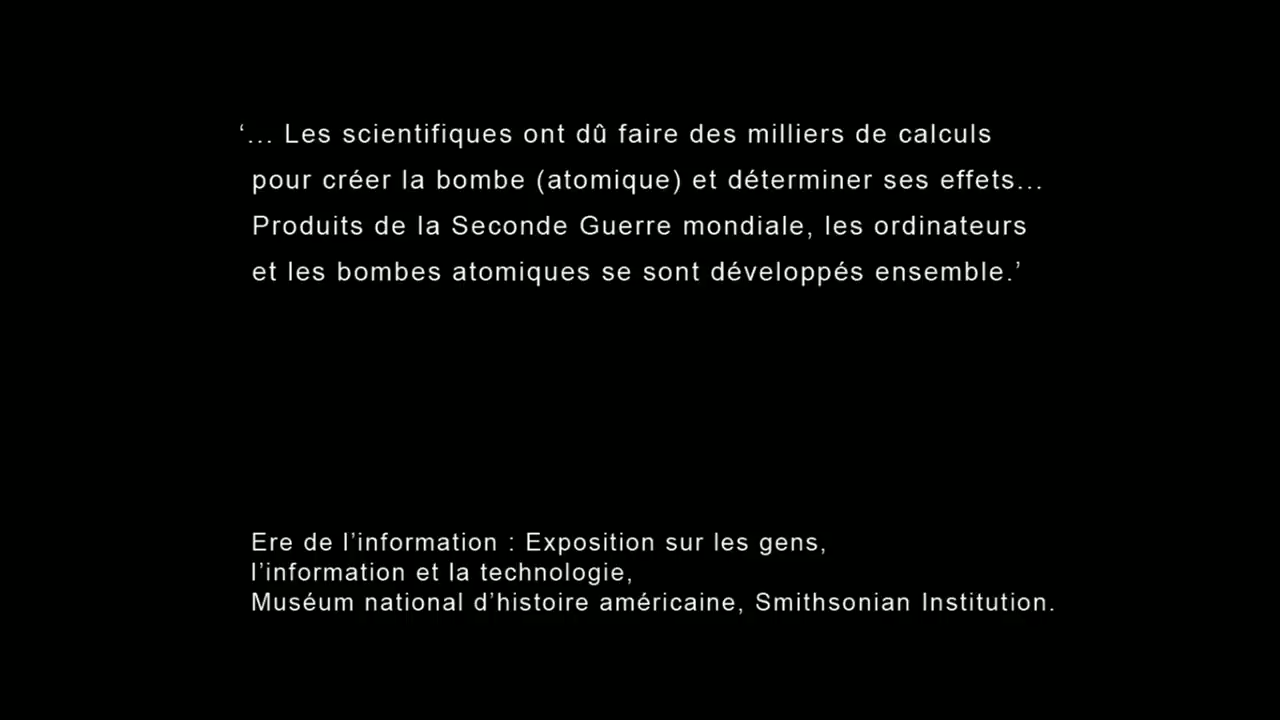 ‘... Les scientifiques ont dû faire des milliers de calculs
pour créer la bombe (atomique) et déterminer ses effets...
Produits de la Seconde Guerre mondiale, les ordinateurs
et les bombes atomiques se sont développés ensemble.’
Ere de l’information : Exposition sur les gens,
l’information et la technologie,
Muséum national d’histoire américaine, Smithsonian Institution.